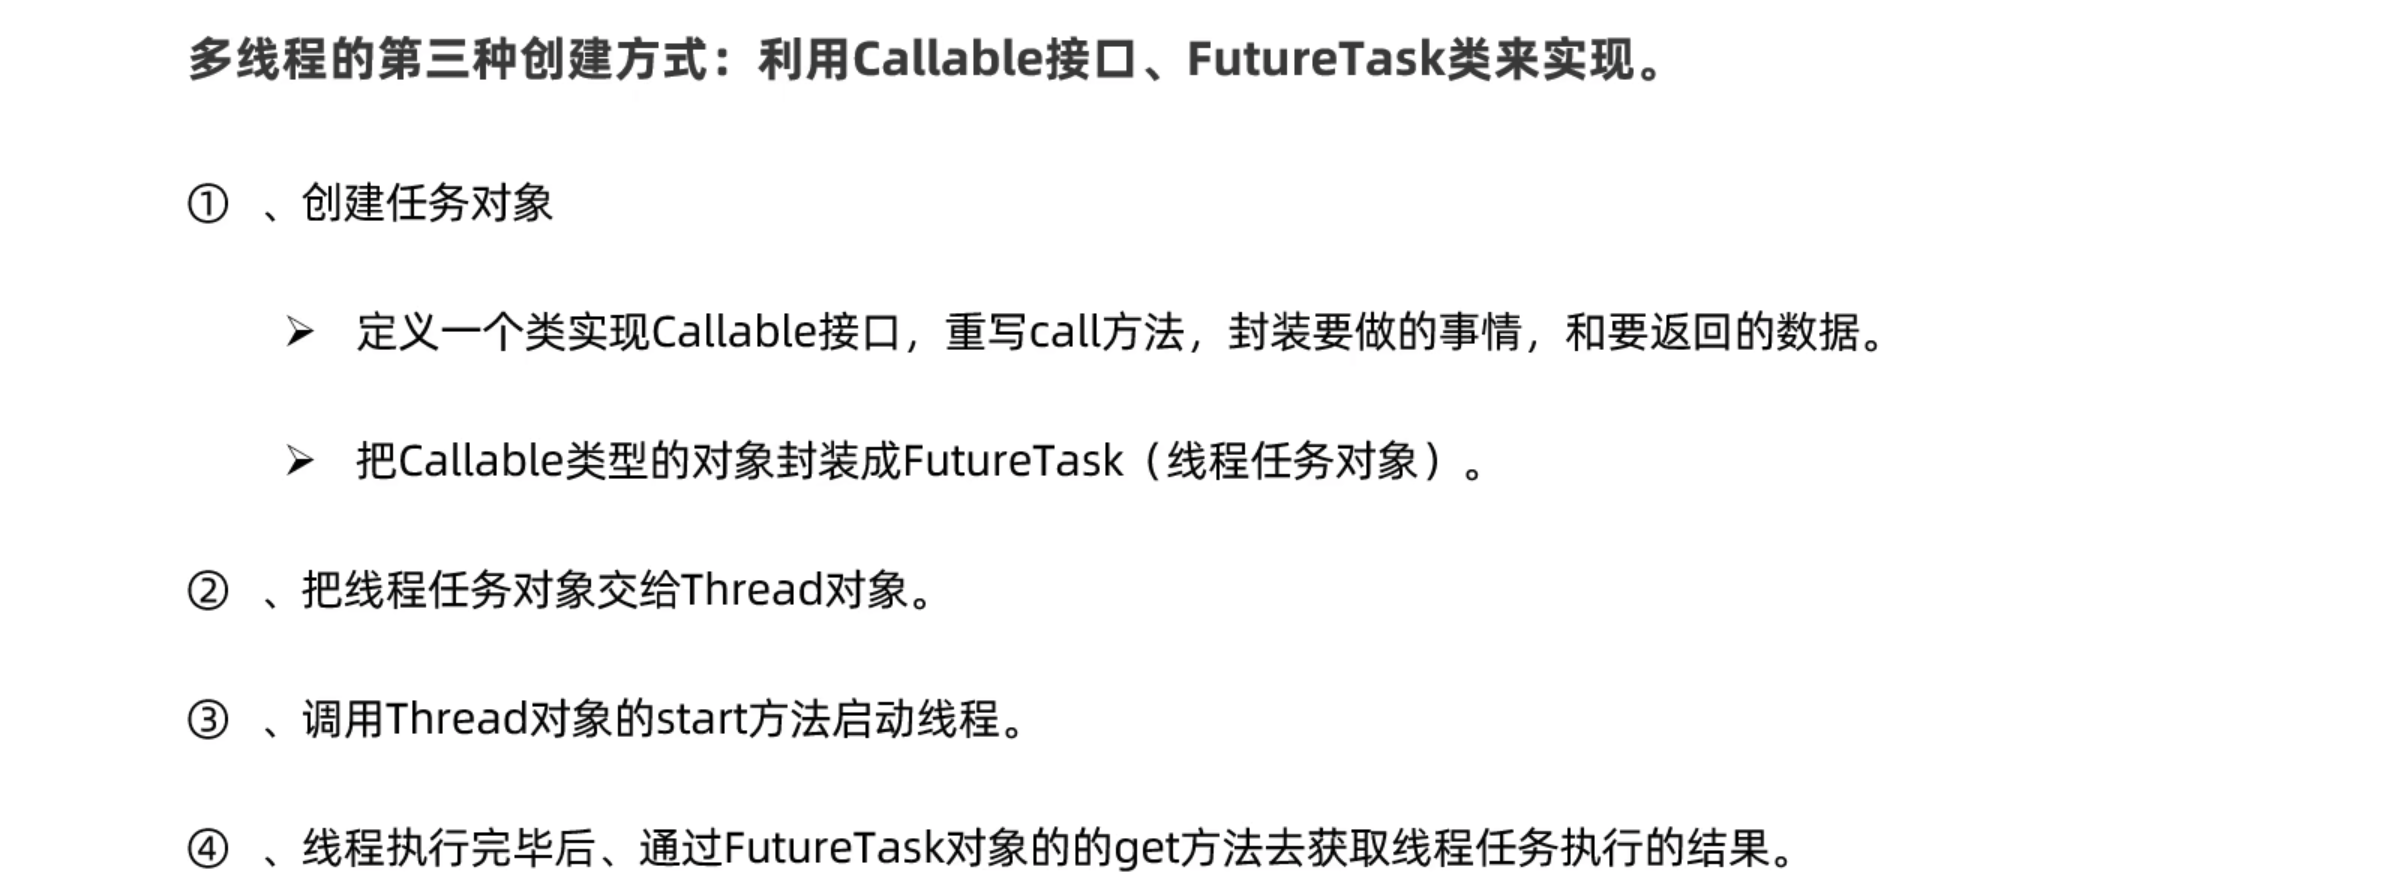 多线程的第三种创建方式：利用Callable接口、FutureTask类来实现。
① 、创建任务对象
➢ 定义一个类实现Callable接口，重写call方法，封装要做的事情，和要返回的数据。
➢ 把Callable类型的对象封装成FutureTask（线程任务对象）。
② 、把线程任务对象交给Thread对象。
③ 、调用Thread对象的start方法启动线程。
④ 、线程执行完毕后、通过FutureTask对象的的get方法去获取线程任务执行的结果。